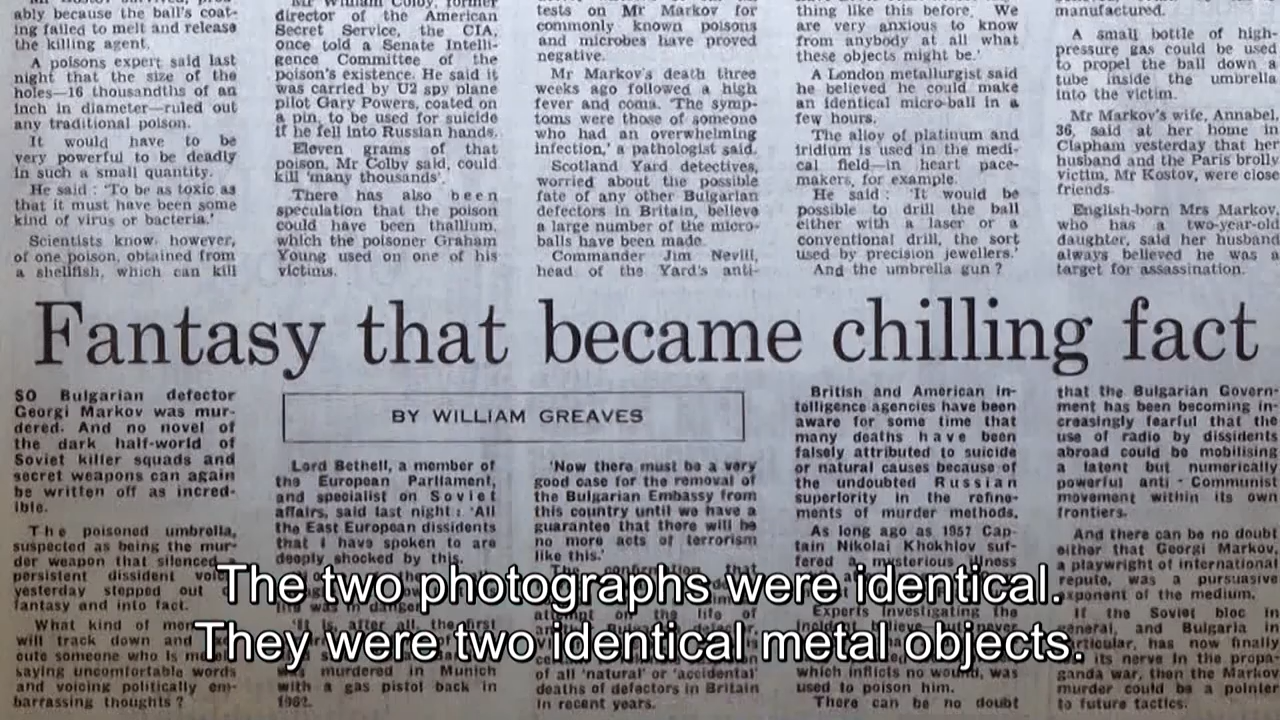 ably because the ball's coat-
ing failed to melt and release
the killing agent.
A poisons expert said last
night that the size of the
holes—16 thousandths of an
inch in diameter—ruled out
any traditional poison.
It would have to be
very powerful to be deadly
in such a small quantity.
He said : 'To be as toxic as
that it must have been some
kind of virus or bacteria.'
Scientists know, however,
of one poison, obtained from
a shellfish, which can kill
Mr William Colby, former
director of the American
Secret Service, the CIA,
once told a Senate Intelli-
gence Committee of the
poison's existence. He said it
was carried by U2 spy plane
pilot Gary Powers, coated on
a pin, to be used for suicide
if he fell into Russian hands.
Eleven grams of that
poison, Mr Colby said, could
kill 'many thousands'.
There has also been
speculation that the poison
could have been thallium,
which the poisoner Graham
Young used on one of his
victims.
tests on Mr Markov for
commonly known poisons
and microbes have proved
negative.
Mr Markov's death three
weeks ago followed a high
fever and coma. 'The symp-
toms were those of someone
who had an overwhelming
infection,' a pathologist said.
Scotland Yard detectives,
worried about the possible
fate of any other Bulgarian
defectors in Britain, believe
a large number of the micro-
balls have been made.
Commander Jim Nevill,
head of the Yard's anti-
thing like this before. We
are very anxious to know
from anybody at all what
these objects might be.'
A London metallurgist said
he believed he could make
an identical micro-ball in a
few hours.
The alloy of platinum and
iridium is used in the medi-
cal field—in heart pace-
makers, for example.
He said : 'It would be
possible to drill the ball
either with a laser or a
conventional drill, the sort
used by precision jewellers.'
And the umbrella gun ?
manufactured.
A small bottle of high-
pressure gas could be used
to propel the ball down a
tube inside the umbrella
into the victim.
Mr Markov's wife, Annabel,
36, said at her home in
Clapham yesterday that her
husband and the Paris brolly
victim, Mr Kostov, were close
friends.
English-born Mrs Markov,
who has a two-year-old
daughter, said her husband
always believed he was a
target for assassination.
Fantasy that became chilling fact
SO Bulgarian defector
Georgi Markov was mur-
dered. And no novel of
the dark half-world of
Soviet killer squads and
secret weapons can again
be written off as incred-
ible.
The poisoned umbrella,
suspected as being the mur-
der weapon that silenced
persistent dissident
yesterday stepped out
fantasy and into fact.
What kind of
will track down and
cute someone who is
saying uncomfortable words
and voicing politically em-
barrassing thoughts ?
BY WILLIAM GREAVES
Lord Bethell, a member of
the European Parliament,
and specialist on Soviet
affairs, said last night : 'All
the East European dissidents
that I have spoken to are
deeply shocked by this.
life was in danger.
'It is, after all, the first
was murdered in Munich
with a gas pistol back in
1962.
'Now there must be a very
good case for the removal of
the Bulgarian Embassy from
this country until we have a
guarantee that there will be
no more acts of terrorism
like this.'
The confirmation that
attempt on the life of
of all 'natural' or 'accidental'
deaths of defectors in Britain
in recent years.
British and American in-
telligence agencies have been
aware for some time that
many deaths have been
falsely attributed to suicide
or natural causes because of
the undoubted Russian
superiority in the refine-
ments of murder methods.
As long ago as 1957 Cap-
tain Nikolai Khokhlov suf-
fered a mysterious illness
Experts investigating the
which inflicts no wound, was
used to poison him.
There can be no doubt
that the Bulgarian Govern-
ment has been becoming in-
creasingly fearful that the
use of radio by dissidents
abroad could be mobilising
a latent but numerically
powerful anti - Communist
movement within its own
frontiers.
And there can be no doubt
either that Georgi Markov,
a playwright of international
repute, was a pursuasive
exponent of the medium.
If the Soviet bloc in
general, and Bulgaria in
has now finally
its nerve in the propa-
ganda war, then the Markov
murder could be a pointer
to future tactics.
The two photographs were identical.
They were two identical metal objects.